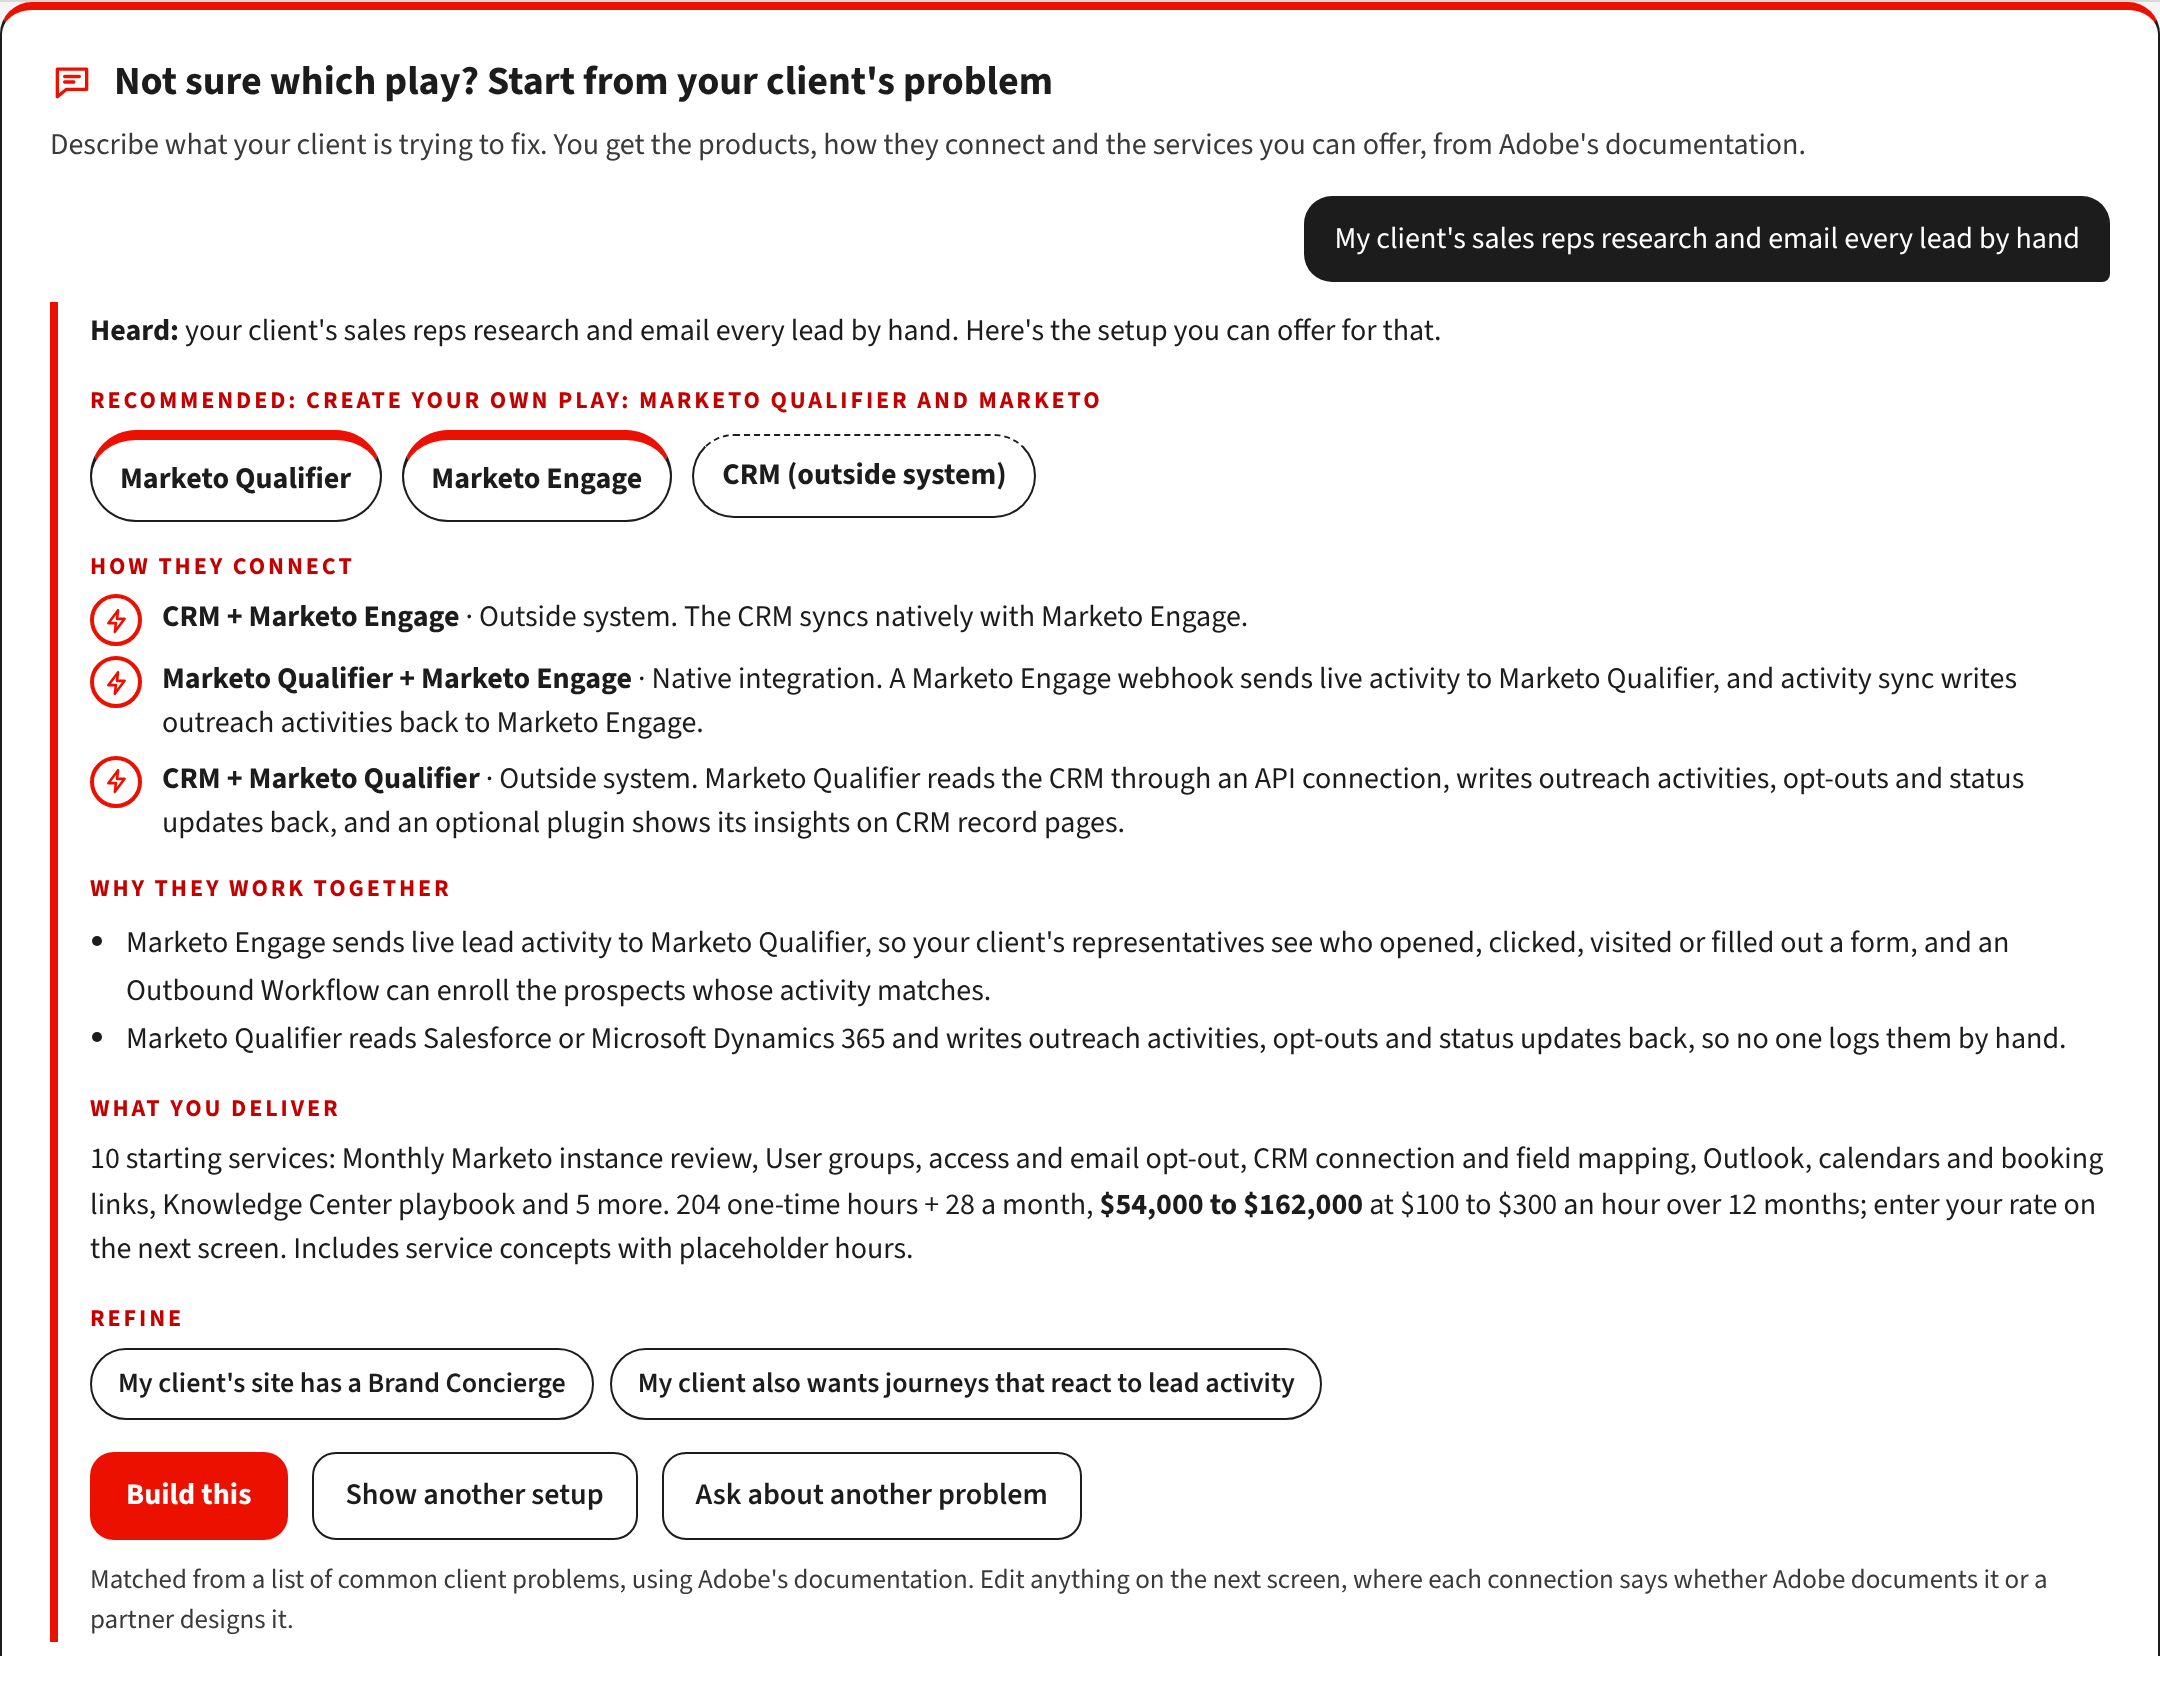 Not sure which play? Start from your client's problem
Describe what your client is trying to fix. You get the products, how they connect and the services you can offer, from Adobe's documentation.
My client's sales reps research and email every lead by hand
Heard: your client's sales reps research and email every lead by hand. Here's the setup you can offer for that.
RECOMMENDED: CREATE YOUR OWN PLAY: MARKETO QUALIFIER AND MARKETO
Marketo Qualifier
Marketo Engage
CRM (outside system)
HOW THEY CONNECT
CRM + Marketo Engage · Outside system. The CRM syncs natively with Marketo Engage.
Marketo Qualifier + Marketo Engage · Native integration. A Marketo Engage webhook sends live activity to Marketo Qualifier, and activity sync writes
outreach activities back to Marketo Engage.
CRM + Marketo Qualifier · Outside system. Marketo Qualifier reads the CRM through an API connection, writes outreach activities, opt-outs and status
updates back, and an optional plugin shows its insights on CRM record pages.
WHY THEY WORK TOGETHER
• Marketo Engage sends live lead activity to Marketo Qualifier, so your client's representatives see who opened, clicked, visited or filled out a form, and an
Outbound Workflow can enroll the prospects whose activity matches.
• Marketo Qualifier reads Salesforce or Microsoft Dynamics 365 and writes outreach activities, opt-outs and status updates back, so no one logs them by hand.
WHAT YOU DELIVER
10 starting services: Monthly Marketo instance review, User groups, access and email opt-out, CRM connection and field mapping, Outlook, calendars and booking
links, Knowledge Center playbook and 5 more. 204 one-time hours + 28 a month, $54,000 to $162,000 at $100 to $300 an hour over 12 months; enter your rate on
the next screen. Includes service concepts with placeholder hours.
REFINE
My client's site has a Brand Concierge
My client also wants journeys that react to lead activity
Build this
Show another setup
Ask about another problem
Matched from a list of common client problems, using Adobe's documentation. Edit anything on the next screen, where each connection says whether Adobe documents it or a
partner designs it.